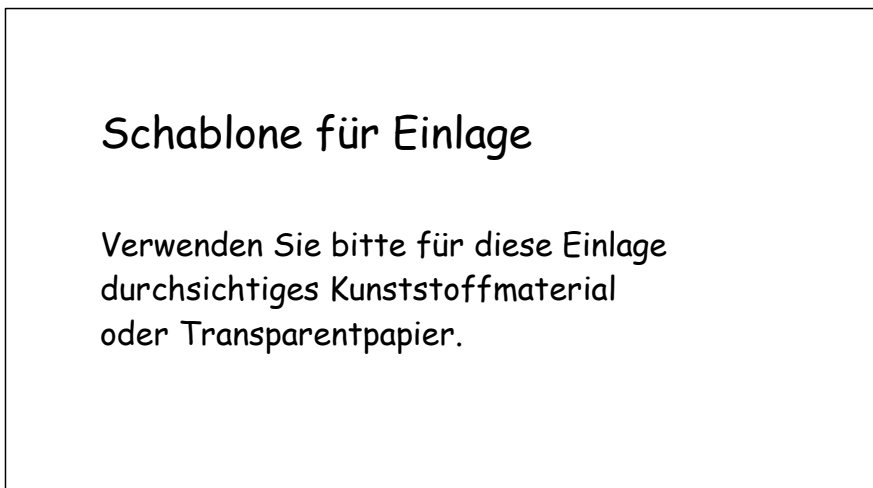 Schablone für Einlage
Verwenden Sie bitte für diese Einlage
durchsichtiges Kunststoffmaterial
oder Transparentpapier.